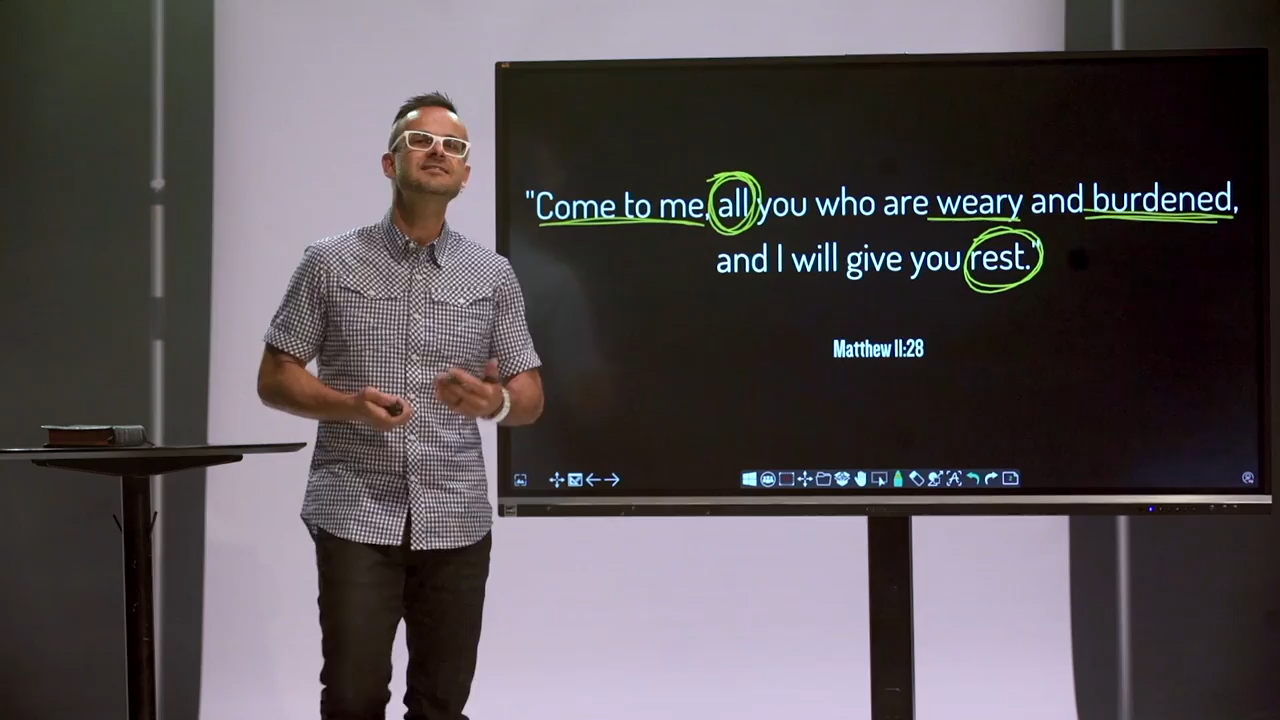 "Come to me, all you who are weary and burdened,
and I will give you rest."
Matthew 11:28